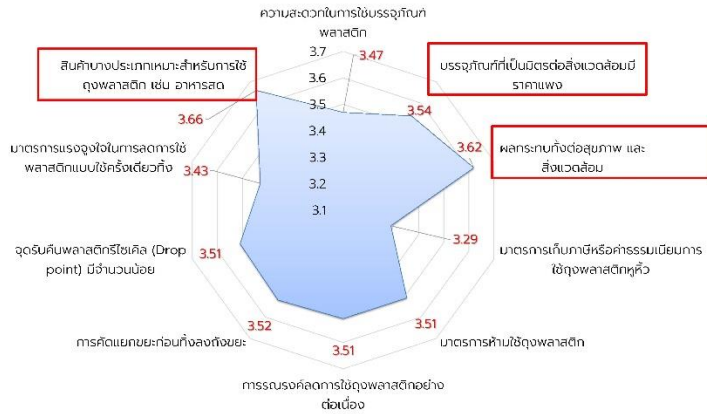 ความสะดวกในการใช้บรรจุภัณฑ์
พลาสติก
3.47
บรรจุภัณฑ์ที่เป็นมิตรต่อสิ่งแวดล้อมมี
ราคาแพง
3.54
ผลกระทบทั้งต่อสุขภาพ และ
สิ่งแวดล้อม
3.62
มาตรการเก็บภาษีหรือค่าธรรมเนียมการ
ใช้ถุงพลาสติกหูหิ้ว
3.29
มาตรการห้ามใช้ถุงพลาสติก
3.51
การรณรงค์ลดการใช้ถุงพลาสติกอย่าง
ต่อเนื่อง
3.51
การคัดแยกขยะก่อนทิ้งลงถังขยะ
3.52
จุดรับคืนพลาสติกรีไซเคิล (Drop
point) มีจำนวนน้อย
3.51
มาตรการแรงจูงใจในการลดการใช้
พลาสติกแบบใช้ครั้งเดียวทิ้ง
3.43
สินค้าบางประเภทเหมาะสำหรับการใช้
ถุงพลาสติก เช่น อาหารสด
3.66
3.7
3.6
3.5
3.4
3.3
3.2
3.1